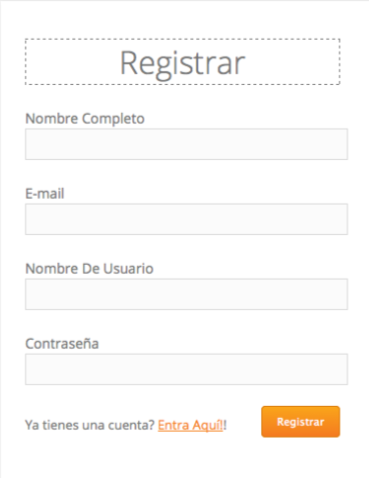 Registrar
Nombre Completo
E-mail
Nombre De Usuario
Contraseña
Ya tienes una cuenta? Entra Aquí!!
Registrar